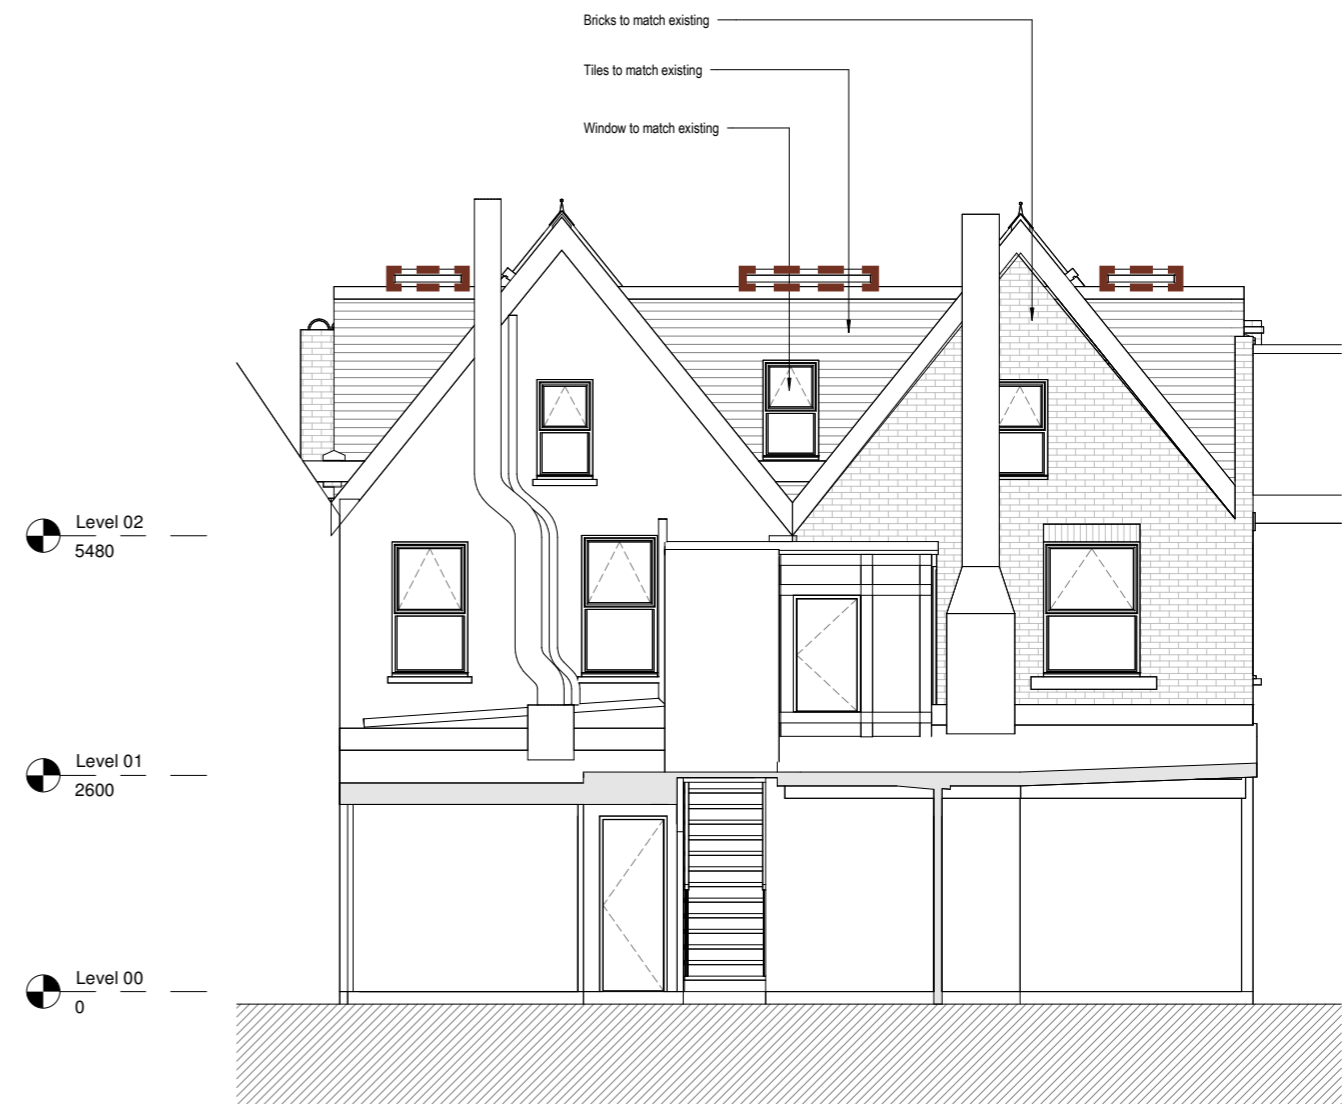 Bricks to match existing
Tiles to match existing
Window to match existing
Level 02
5480
Level 01
2600
Level 00
0